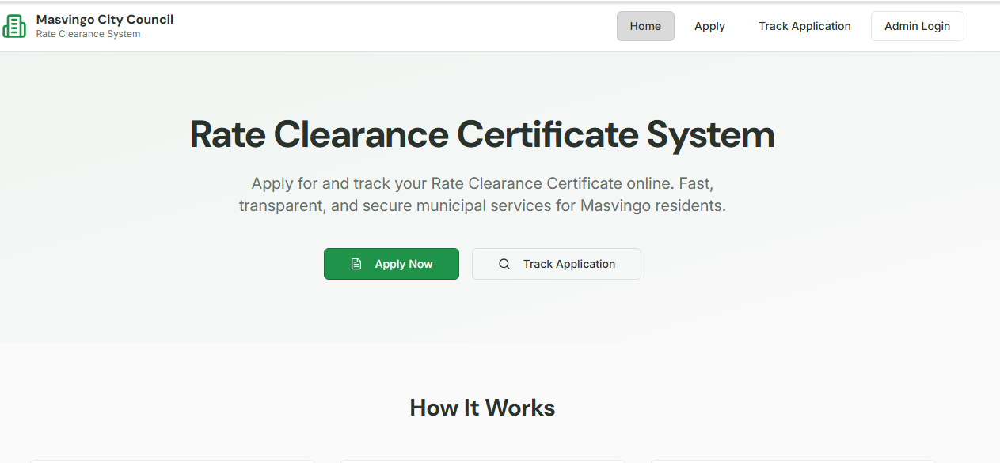 Masvingo City Council
Rate Clearance System
Home
Apply
Track Application
Admin Login
Rate Clearance Certificate System
Apply for and track your Rate Clearance Certificate online. Fast,
transparent, and secure municipal services for Masvingo residents.
Apply Now
Track Application
How It Works